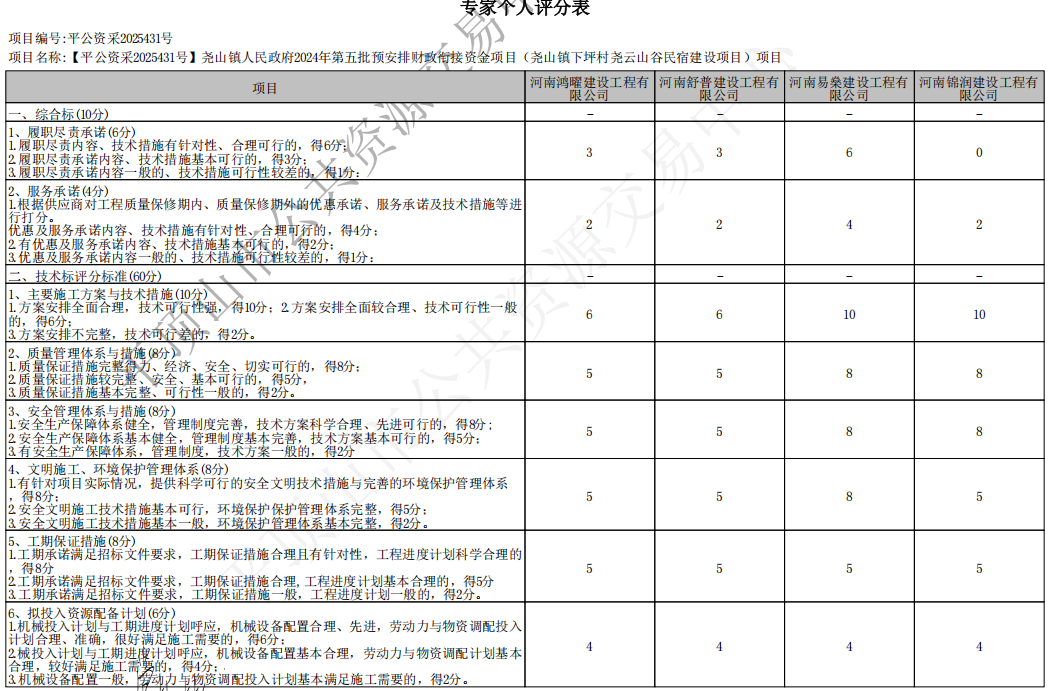 专家个人评分表
项目编号:平公资采2025431号
项目名称:【平公资采2025431号】尧山镇人民政府2024年第五批预安排财政衔接资金项目（尧山镇下坪村尧云山谷民宿建设项目）项目
项目 河南鸿曜建设工程有限公司 河南舒普建设工程有限公司 河南易燊建设工程有限公司 河南锦润建设工程有限公司
一、综合标(10分) - - - -
1、履职尽责承诺(6分)
1.履职尽责内容、技术措施有针对性、合理可行的，得6分；
2.履职尽责承诺内容、技术措施基本可行的，得3分；
3.履职尽责承诺内容一般的、技术措施可行性较差的，得1分；
3 3 6 0
2、服务承诺(4分)
1.根据供应商对工程质量保修期内、质量保修期外的优惠承诺、服务承诺及技术措施等进
行打分。
优惠及服务承诺内容、技术措施有针对性、合理可行的，得4分；
2.有优惠及服务承诺内容、技术措施基本可行的，得2分；
3.优惠及服务承诺内容一般的、技术措施可行性较差的，得1分；
2 2 4 2
二、技术标评分标准(60分) - - - -
1、主要施工方案与技术措施(10分)
1.方案安排全面合理，技术可行性强，得10分；2.方案安排全面较合理、技术可行性一般
的，得6分；
3.方案安排不完整，技术可行差的，得2分。
6 6 10 10
2、质量管理体系与措施(8分)
1.质量保证措施完整得力、经济、安全、切实可行的，得8分；
2.质量保证措施较完整、安全、基本可行的，得5分，
3.质量保证措施基本完整、可行性一般的，得2分。
5 5 8 8
3、安全管理体系与措施(8分)
1.安全生产保障体系健全，管理制度完善，技术方案科学合理、先进可行的，得8分；
2.安全生产保障体系基本健全，管理制度基本完善，技术方案基本可行的，得5分；
3.有安全生产保障体系，管理制度，技术方案一般的，得2分
5 5 8 8
4、文明施工、环境保护管理体系(8分)
1.有针对项目实际情况，提供科学可行的安全文明技术措施与完善的环境保护管理体系
，得8分；
2.安全文明施工技术措施基本可行，环境保护保护管理体系完整，得5分；
3.安全文明施工技术措施基本一般，环境保护管理体系基本完整，得2分。
5 5 8 5
5、工期保证措施(8分)
1.工期承诺满足招标文件要求，工期保证措施合理且有针对性，工程进度计划科学合理的
，得8分
2.工期承诺满足招标文件要求，工期保证措施合理,工程进度计划基本合理的，得5分
3.工期承诺满足招标文件要求，工期保证措施一般，工程进度计划一般的，得2分。
5 5 5 5
6、拟投入资源配备计划(6分)
1.机械投入计划与工期进度计划呼应，机械设备配置合理、先进，劳动力与物资调配投入
计划合理、准确，很好满足施工需要的，得6分；
2.械投入计划与工期进度计划呼应，机械设备配置基本合理，劳动力与物资调配计划基本
合理，较好满足施工需要的，得4分；
3.机械设备配置一般，劳动力与物资调配投入计划基本满足施工需要的，得2分。
4 4 4 4
平顶山市公共资源交易中
平顶山市公共资源交易中